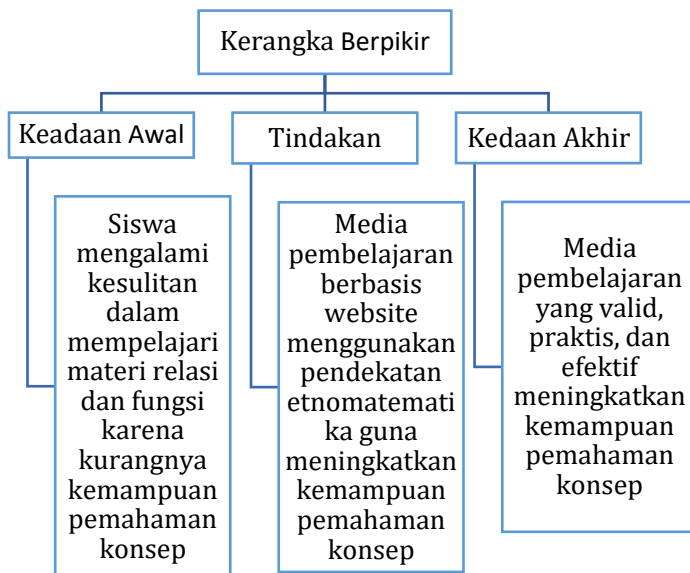 Kerangka Berpikir
Keadaan Awal
Tindakan
Kedaan Akhir
Siswa
mengalami
kesulitan
dalam
mempelajari
materi relasi
dan fungsi
karena
kurangnya
kemampuan
pemahaman
konsep
Media
pembelajaran
berbasis
website
menggunakan
pendekatan
etnomatemati
ka guna
meningkatkan
kemampuan
pemahaman
konsep
Media
pembelajaran
yang valid,
praktis, dan
efektif
meningkatkan
kemampuan
pemahaman
konsep